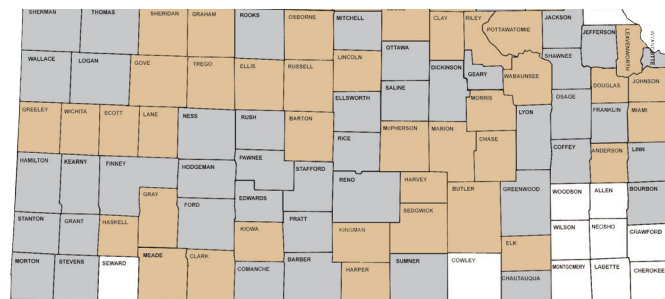 SHERMAN
THOMAS
SHERIDAN
GRAHAM
ROOKS
OSBORNE
MITCHELL
CLAY
RILEY
POTTAWATOMIE
JACKSON
JEFFERSON
LEAVENWORTH
WALLACE
LOGAN
GOVE
TREGO
ELLIS
RUSSELL
LINCOLN
OTTAWA
DICKINSON
GEARY
WABAUNSEE
SHAWNEE
DOUGLAS
JOHNSON
ELLSWORTH
SALINE
MORRIS
OSAGE
GREELEY
WICHITA
SCOTT
LANE
NESS
RUSH
BARTON
RICE
McPHERSON
MARION
CHASE
LYON
FRANKLIN
MIAMI
COFFEY
ANDERSON
LINN
HAMILTON
KEARNY
FINNEY
HODGEMAN
PAWNEE
STAFFORD
RENO
HARVEY
BUTLER
GREENWOOD
WOODSON
ALLEN
BOURBON
GRAY
FORD
EDWARDS
SEDGWICK
STANTON
GRANT
HASKELL
KIOWA
PRATT
KINGMAN
ELK
WILSON
NEOSHO
CRAWFORD
MORTON
STEVENS
SEWARD
MEADE
CLARK
COMANCHE
BARBER
HARPER
SUMNER
COWLEY
CHAUTAUQUA
MONTGOMERY
LABETTE
CHEROKEE